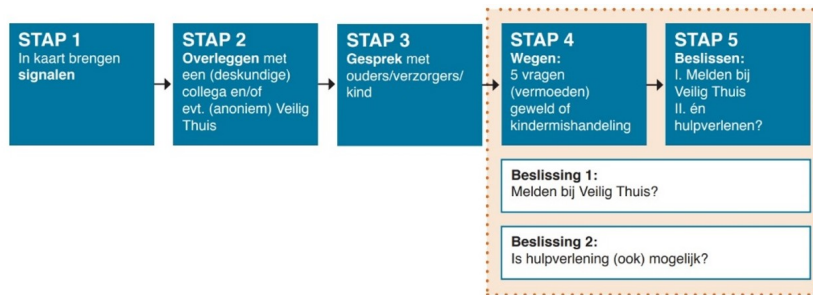 STAP 1
In kaart brengen
signalen
STAP 2
Overleggen met
een (deskundige)
collega en/of
evt. (anoniem) Veilig
Thuis
STAP 3
Gesprek met
ouders/verzorgers/
kind
STAP 4
Wegen:
5 vragen
(vermoeden)
geweld of
kindermishandeling
STAP 5
Beslissen:
I. Melden bij
Veilig Thuis
II. én
hulpverlenen?
Beslissing 1:
Melden bij Veilig Thuis?
Beslissing 2:
Is hulpverlening (ook) mogelijk?